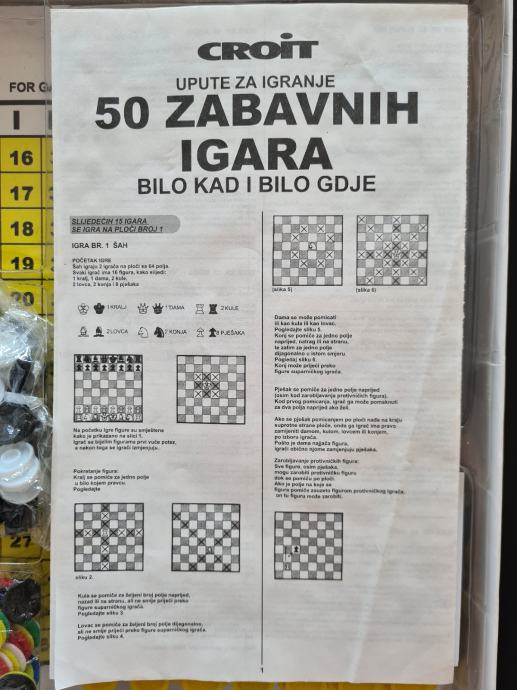 CROIT
UPUTE ZA IGRANJE
50 ZABAVNIH
IGARA
BILO KAD I BILO GDJE
FOR GA
I
16
17
18
19
20
27
SLIJEDEĆIH 15 IGARA
SE IGRA NA PLOČI BROJ 1
IGRA BR. 1 ŠAH
POČETAK IGRE
Šah igraju 2 igrača na ploči sa 64 polja.
Svaki igrač ima 16 figura, kako slijedi:
1 kralj, 1 dama, 2 kule,
2 lovca, 2 konja i 8 pješaka
1 KRALJ
1 DAMA
2 KULE
2 LOVCA
2 KONJA
8 PJEŠAKA
Na početku igre figure su smještene
kako je prikazano na slici 1.
Igrač sa bijelim figurama prvi vuče potez,
a nakon toga se igrači izmjenjuju.
Pokretanje figura:
Kralj se pomiče za jedno polje
u bilo kojem pravcu.
Pogledajte
sliku 2.
Kula se pomiče za željeni broj polja naprijed,
nazad ili na stranu, ali ne smije prijeći preko
figure suparničkog igrača.
Pogledajte sliku 3
Lovac se pomiče za željeni broj polja dijagonalno,
ali ne smije prijeći preko figure suparničkog igrača.
Pogledajte sliku 4.
(slika 5)
(slika 6)
Dama se može pomicati
ili kao kula ili kao lovac.
Pogledajte sliku 5.
Konj se pomiče za jedno polje
naprijed, natrag ili na stranu,
te zatim za jedno polje
dijagonalno u istom smjeru.
Pogledaj sliku 6.
Konj može prijeći preko
figure suparničkog igrača.
Pješak se pomiče za jedno polje naprijed
(osim kod zarobljavanja protivničkih figura).
Kod prvog pomicanja, igrač ga može pomaknuti
za dva polja naprijed ako želi.
Ako se pješak pomicanjem po ploči nađe na kraju
suprotne strane ploče, onda ga igrač ima pravo
zamijeniti damom, kulom, lovcem ili konjem,
po izboru igrača.
Pošto je dama najjača figura,
igrači obično njome zamjenjuju pješaka.
Zarobljavanje protivničkih figura:
Sve figure, osim pješaka,
mogu zarobiti protivničku figuru
dok se pomiču po ploči.
Ako je polje na koje se
figura pomiče zauzeto figurom protivničkog igrača,
on tu figuru može zarobiti.
1